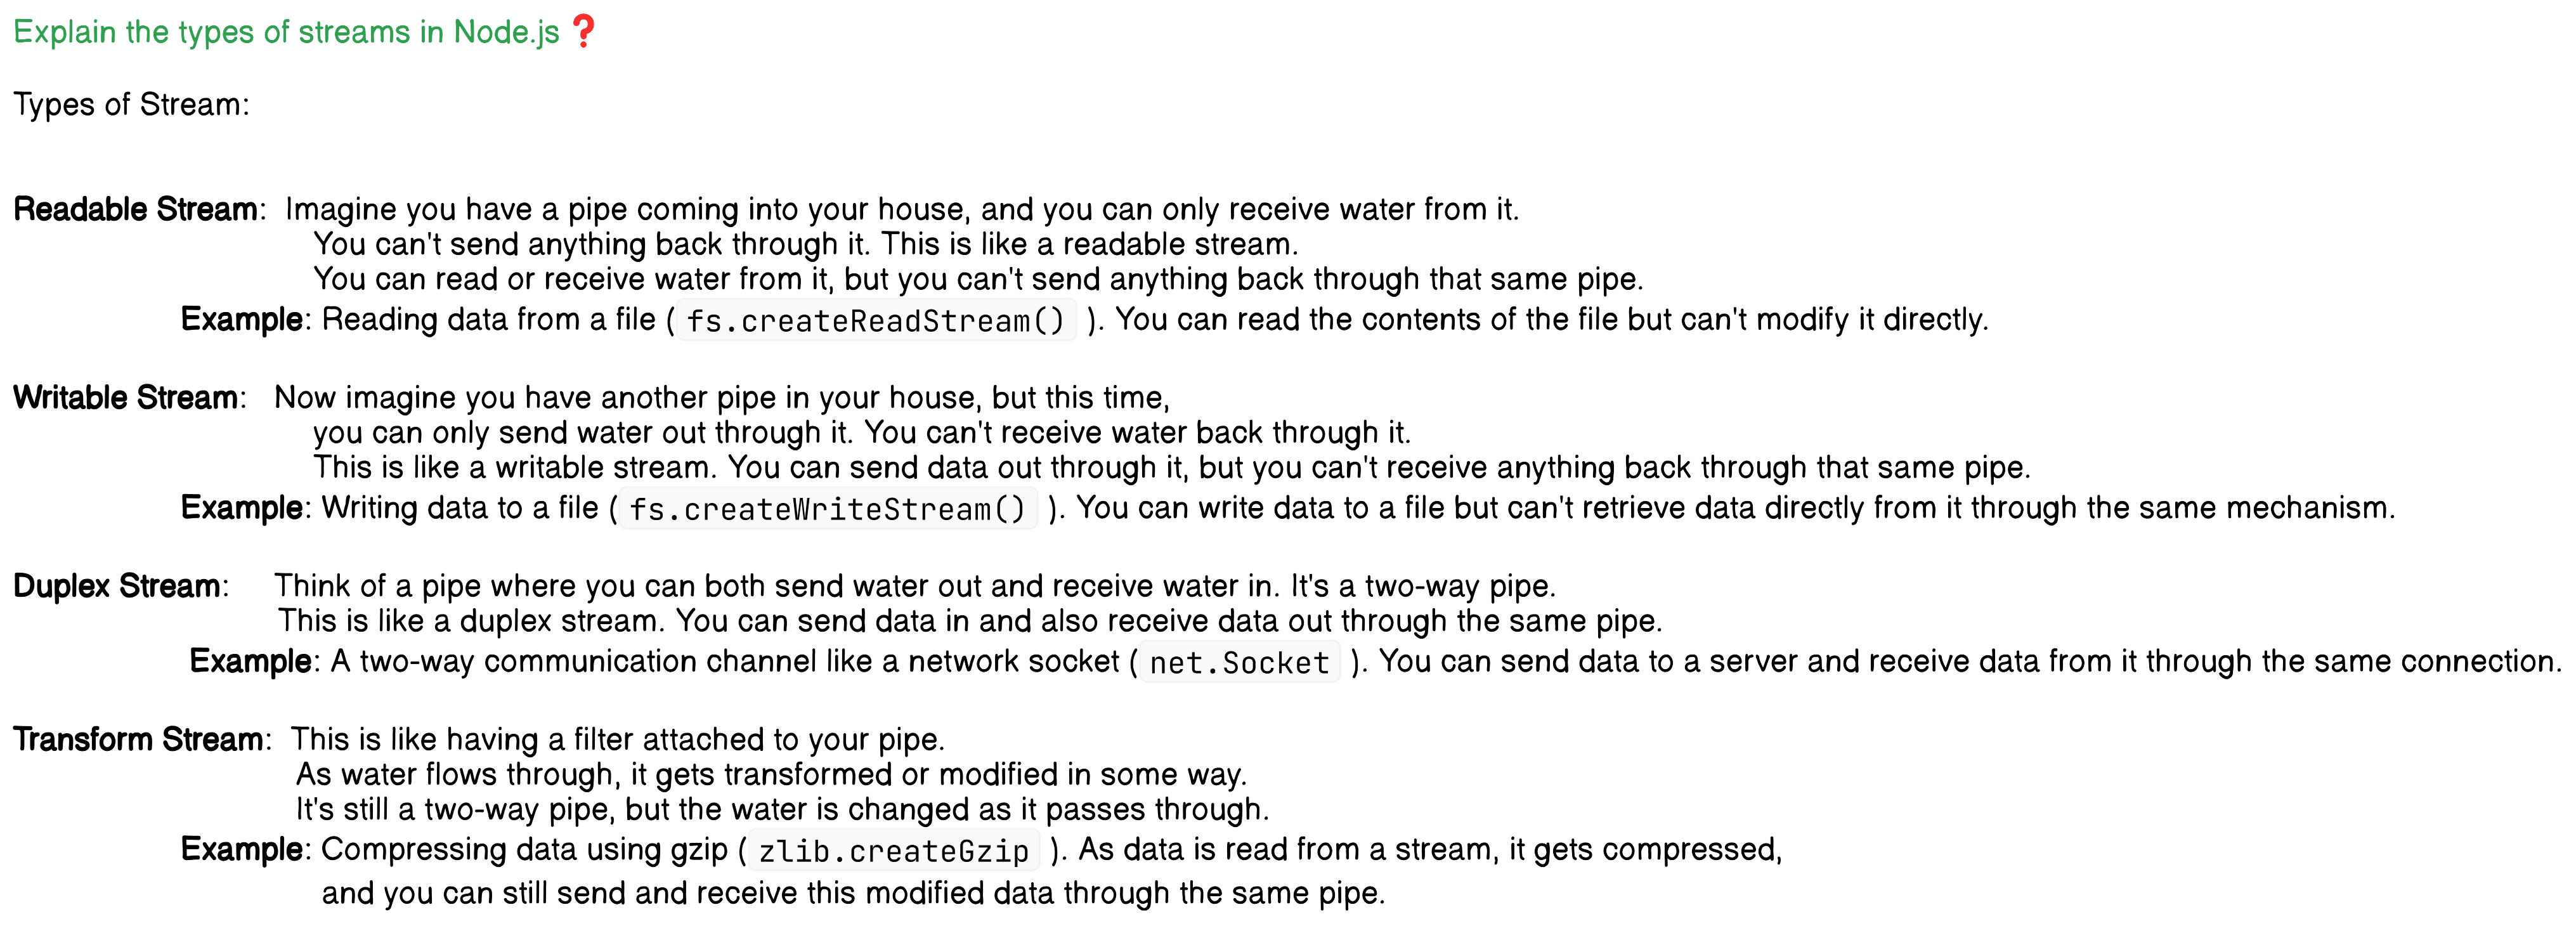 Explain the types of streams in Node.js ❓
Types of Stream:
Readable Stream: Imagine you have a pipe coming into your house, and you can only receive water from it.
You can't send anything back through it. This is like a readable stream.
You can read or receive water from it, but you can't send anything back through that same pipe.
Example: Reading data from a file ( fs.createReadStream() ). You can read the contents of the file but can't modify it directly.
Writable Stream: Now imagine you have another pipe in your house, but this time,
you can only send water out through it. You can't receive water back through it.
This is like a writable stream. You can send data out through it, but you can't receive anything back through that same pipe.
Example: Writing data to a file ( fs.createWriteStream() ). You can write data to a file but can't retrieve data directly from it through the same mechanism.
Duplex Stream: Think of a pipe where you can both send water out and receive water in. It's a two-way pipe.
This is like a duplex stream. You can send data in and also receive data out through the same pipe.
Example: A two-way communication channel like a network socket ( net.Socket ). You can send data to a server and receive data from it through the same connection.
Transform Stream: This is like having a filter attached to your pipe.
As water flows through, it gets transformed or modified in some way.
It's still a two-way pipe, but the water is changed as it passes through.
Example: Compressing data using gzip ( zlib.createGzip ). As data is read from a stream, it gets compressed,
and you can still send and receive this modified data through the same pipe.